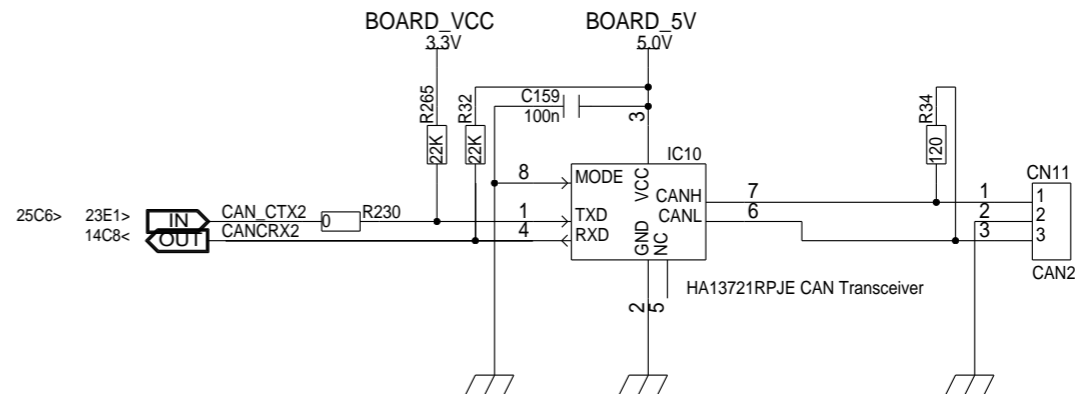 BOARD_VCC
3.3V
BOARD_5V
5.0V
R265
22K
R32
22K
C159
100n
3
R34
120
IC10
8
MODE
VCC
CANH
7
CANL
6
CN11
1
1
2
2
3
3
CAN2
25C6>
23E1>
IN
CAN_CTX2
0
R230
1
TXD
14C8<
OUT
CANCRX2
4
RXD
GND
NC
2
5
HA13721RPJE CAN Transceiver